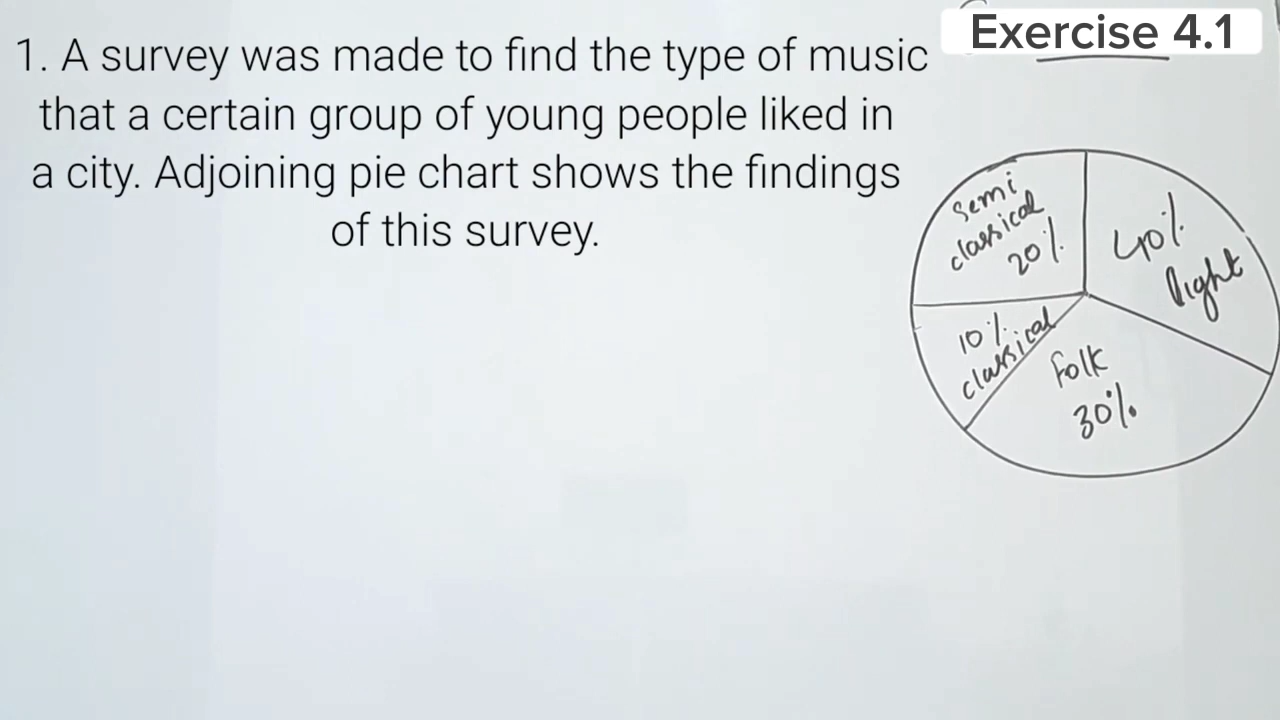 Exercise 4.1
1. A survey was made to find the type of music
that a certain group of young people liked in
a city. Adjoining pie chart shows the findings
of this survey.
Semi
classical
20%
40%
light
10%
classical
Folk
30%